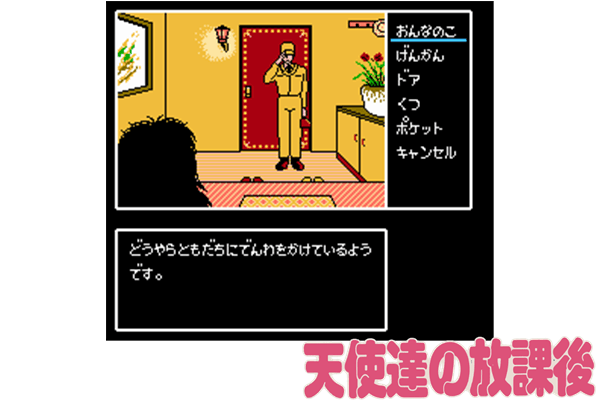 おんなのこ
げんかん
ドア
くつ
ポケット
キャンセル
どうやらともだちにでんわをかけているよう
です。
天使達の放課後